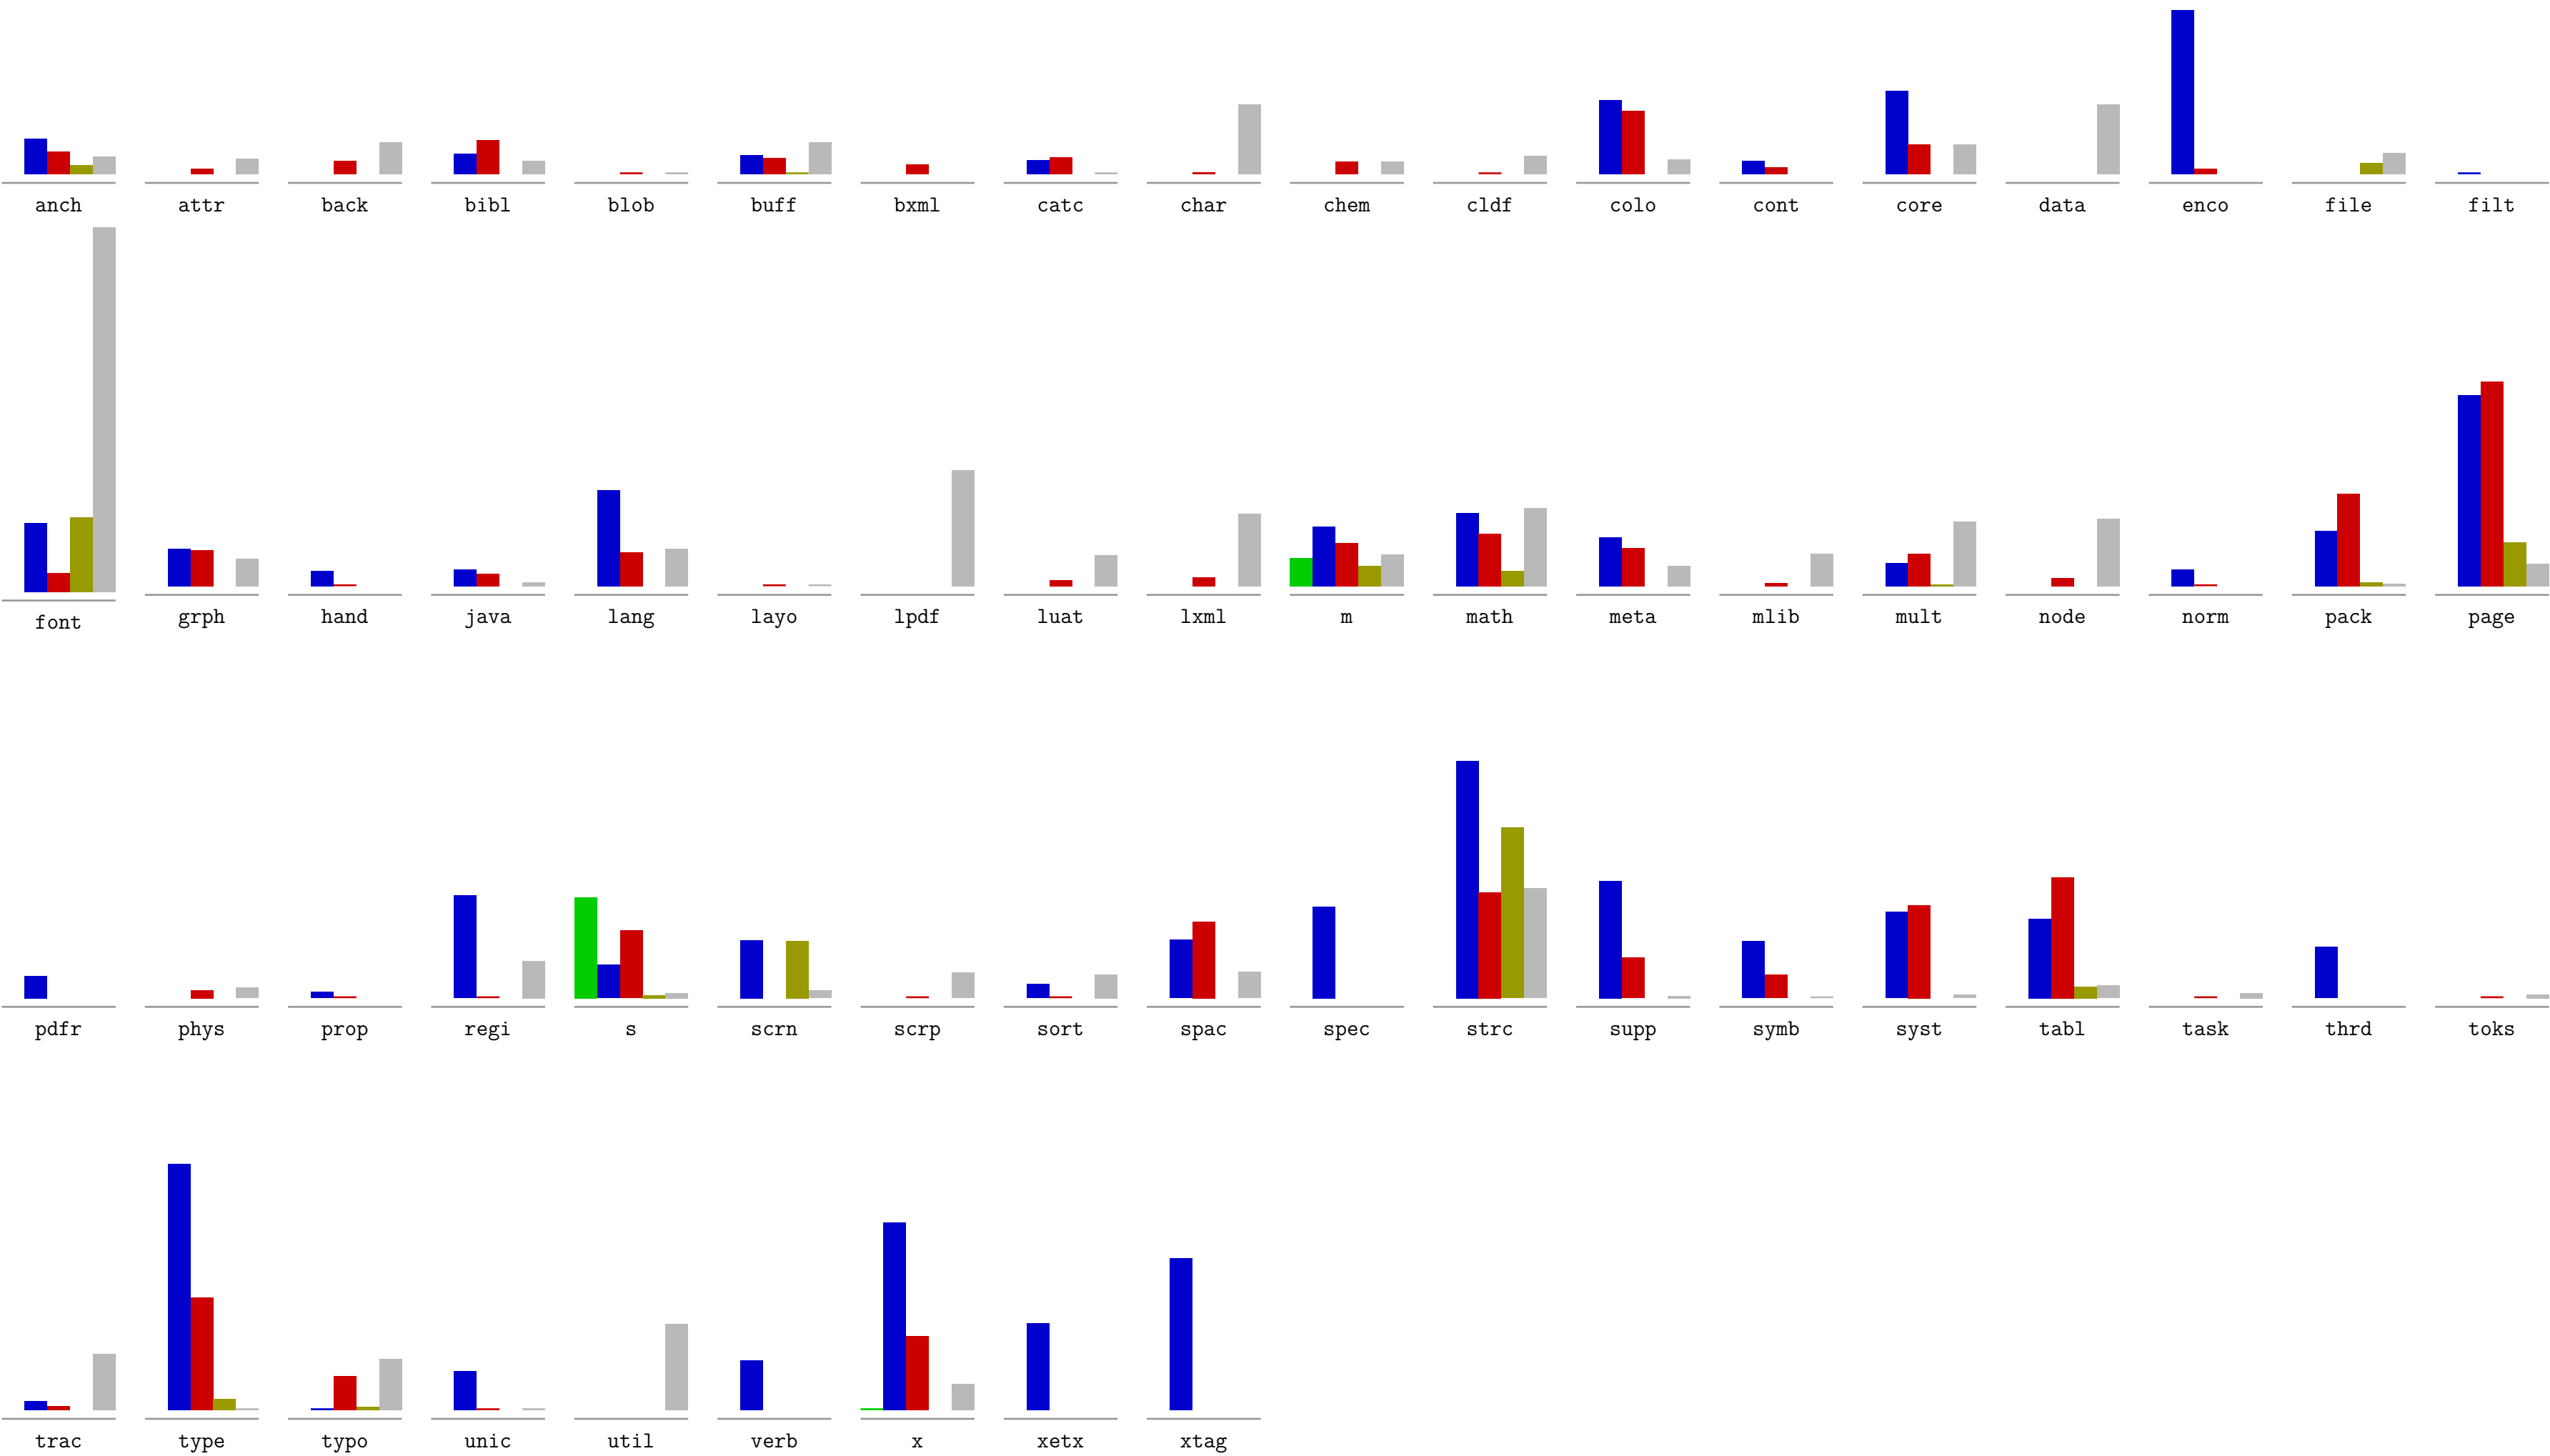 anch attr back bibl blob buff bxml catc char chem cldf colo cont core data enco file filt
font grph hand java lang layo lpdf luat lxml m math meta mlib mult node norm pack page
pdfr phys prop regi s scrn scrp sort spac spec strc supp symb syst tabl task thrd toks
trac type typo unic util verb x xetx xtag